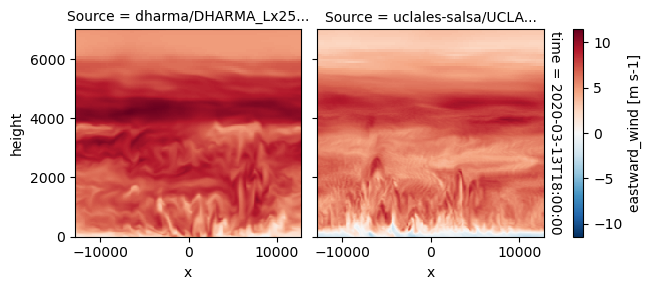 Source = dharma/DHARMA_Lx25...
Source = uclales-salsa/UCLA...
height
6000
4000
2000
0
−10000
0
10000
x
−10000
0
10000
x
time = 2020-03-13T18:00:00
10
5
0
−5
−10
eastward_wind [m s-1]